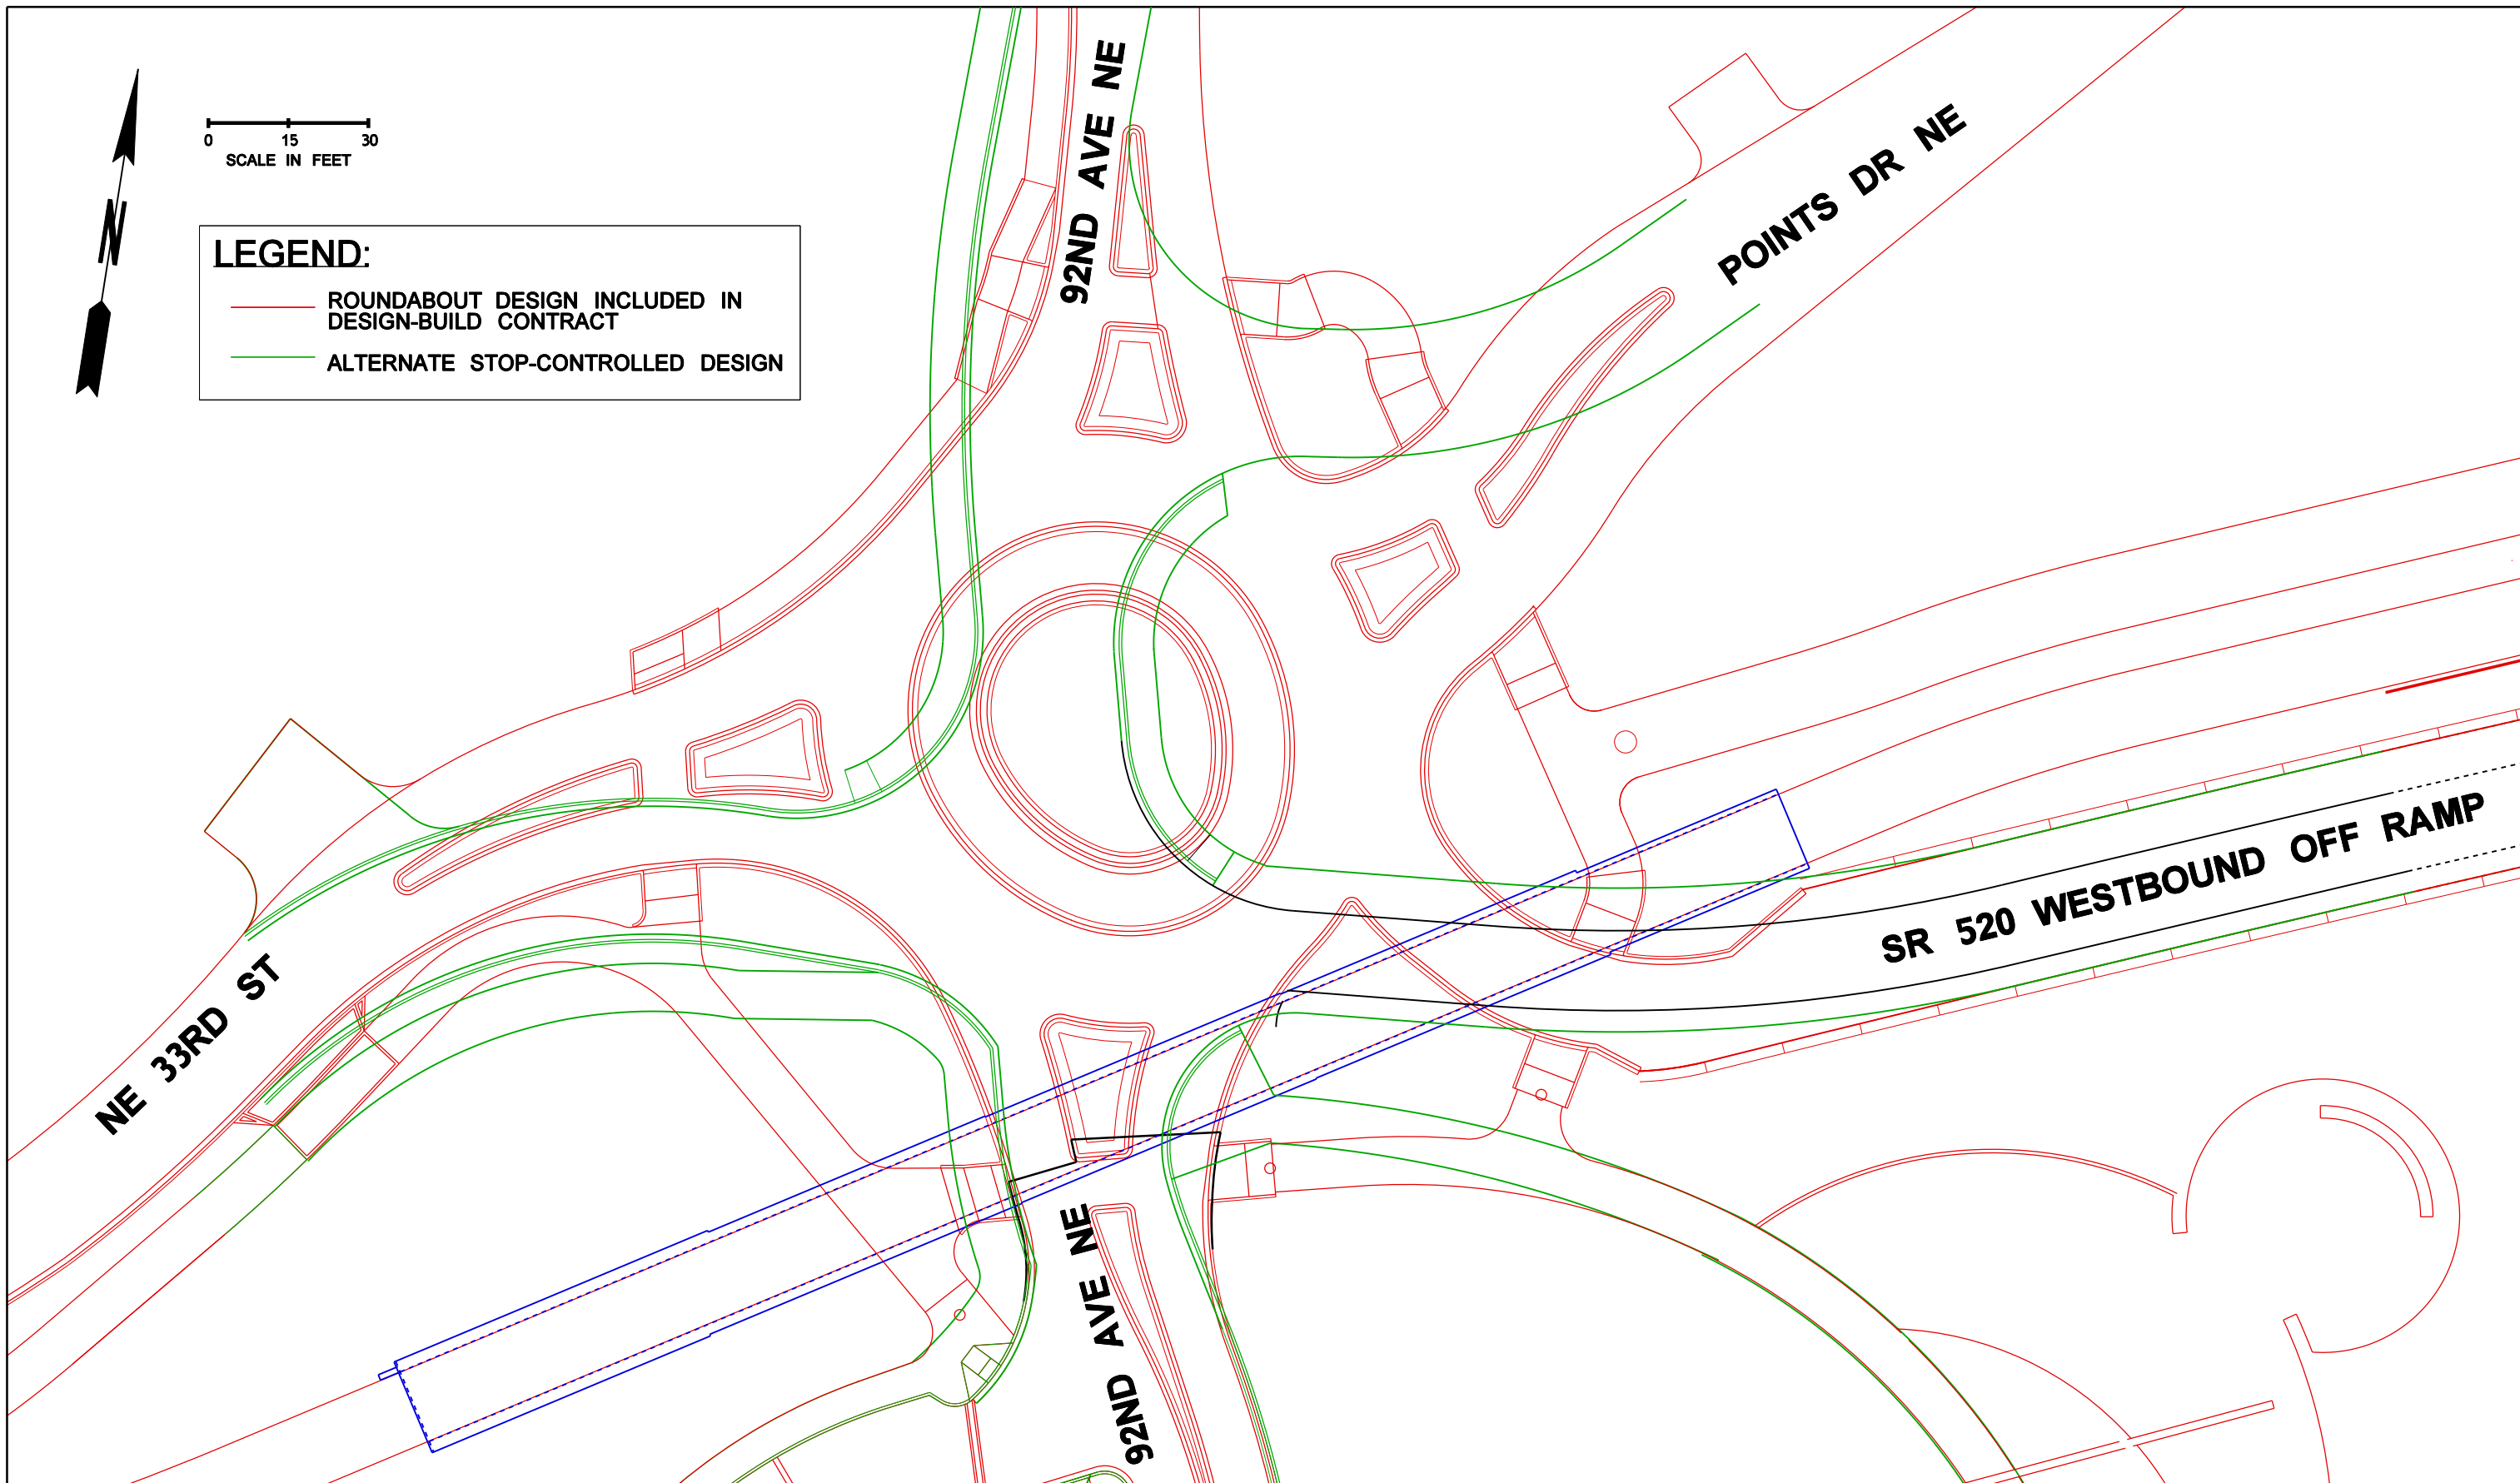 92ND AVE NE
POINTS DR NE
N
0 15 30
SCALE IN FEET
LEGEND:
ROUNDABOUT DESIGN INCLUDED IN
DESIGN-BUILD CONTRACT
ALTERNATE STOP-CONTROLLED DESIGN
SR 520 WESTBOUND OFF RAMP
NE 33RD ST
92ND AVE NE